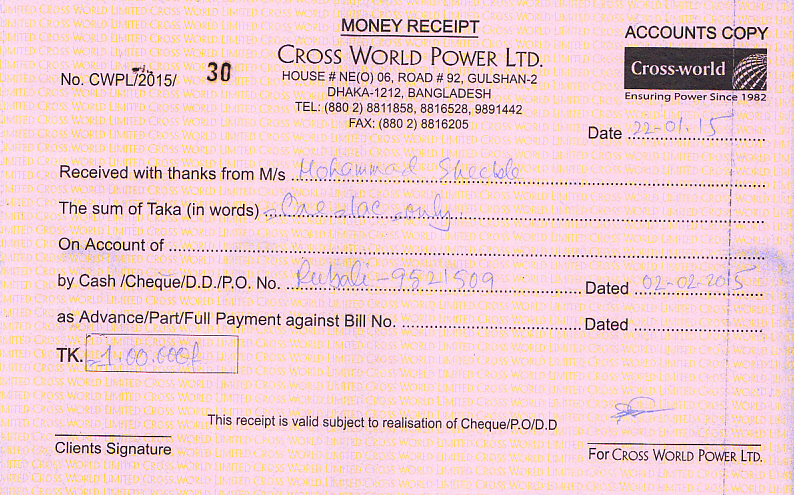 MONEY RECEIPT
ACCOUNTS COPY
CROSS WORLD POWER LTD.
Cross-world
Ensuring Power Since 1982
No. CWPL/2015/ 30
HOUSE # NE(O) 06, ROAD # 92, GULSHAN-2
DHAKA-1212, BANGLADESH
TEL: (880 2) 8811858, 8816528, 9891442
FAX: (880 2) 8816205
Date 22-01.15
Received with thanks from M/s Mohammad
The sum of Taka (in words) One lac only
On Account of
by Cash /Cheque/D.D./P.O. No. Rubali-9521509 Dated 02-02-2015
as Advance/Part/Full Payment against Bill No. Dated
TK. 1,00,000/
This receipt is valid subject to realisation of Cheque/P.O/D.D
Clients Signature
For CROSS WORLD POWER LTD.